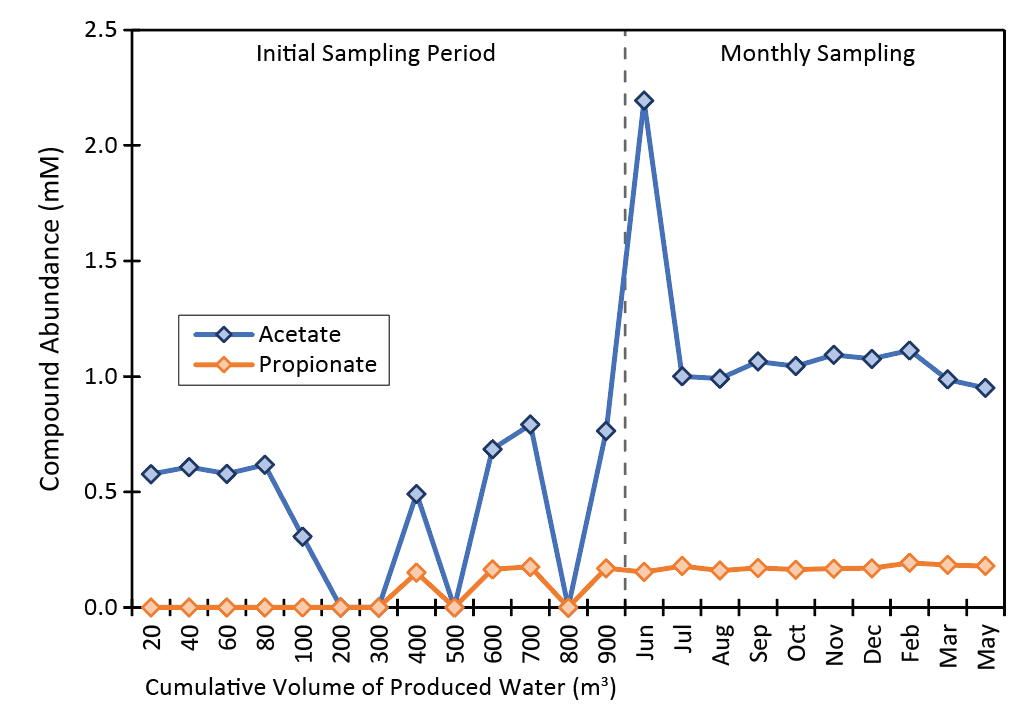 Initial Sampling Period
Monthly Sampling
Compound Abundance (mM)
2.5
2.0
1.5
1.0
0.5
0.0
Acetate
Propionate
20 40 60 80 100 200 300 400 500 600 700 800 900 Jun Jul Aug Sep Oct Nov Dec Feb Mar May
Cumulative Volume of Produced Water (m³)